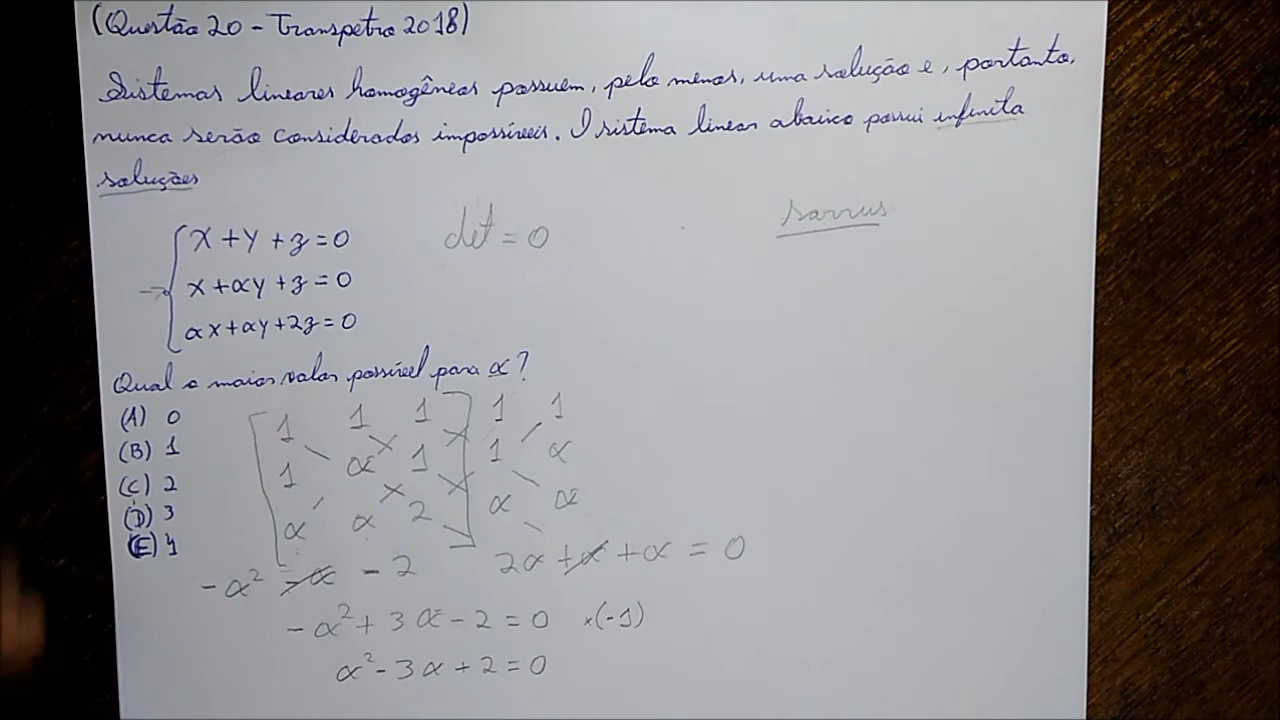 (Questão 20 - Transpetro 2018)
Sistemas lineares homogêneos possuem, pelo menos, uma solução e, portanto,
nunca serão considerados impossíveis. O sistema linear abaixo possui infinita
soluções
x + y + z = 0 det = 0 sarrus
→ x + αy + z = 0
αx + αy + 2z = 0
Qual o maior valor possível para α?
(A) 0
(B) 1
(C) 2
(D) 3
(E) 4
1 1 1 1 1
1 α 1 1 α
α α 2 α α
- α² - α - 2 2α + α + α = 0
- α² + 3α - 2 = 0 ×(-1)
α² - 3α + 2 = 0